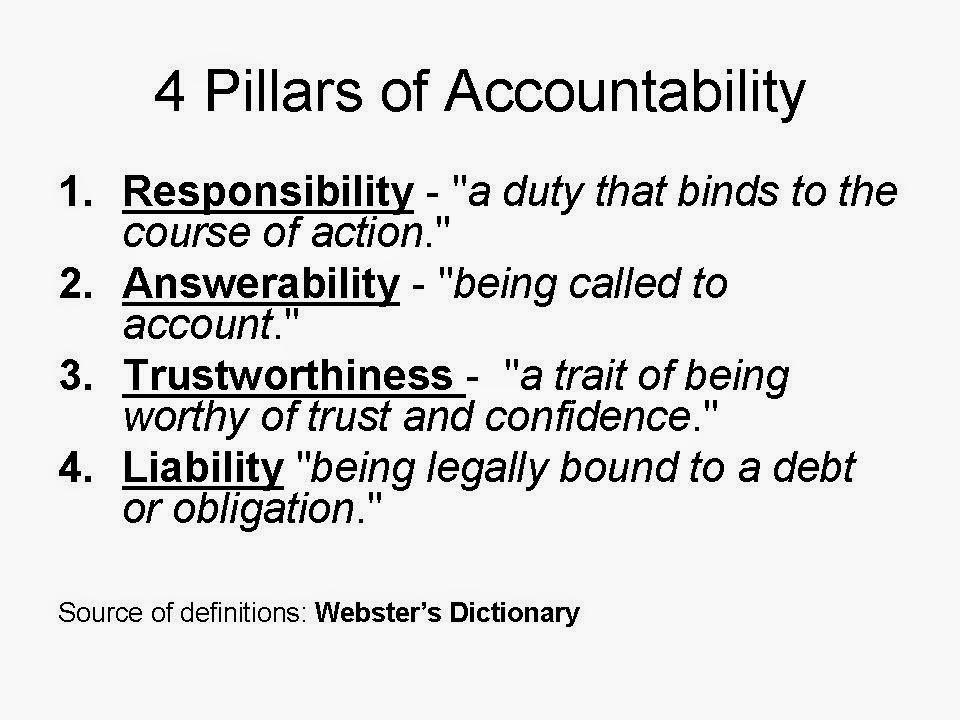 4 Pillars of Accountability
1. Responsibility - "a duty that binds to the
course of action."
2. Answerability - "being called to
account."
3. Trustworthiness - "a trait of being
worthy of trust and confidence."
4. Liability "being legally bound to a debt
or obligation."
Source of definitions: Webster’s Dictionary